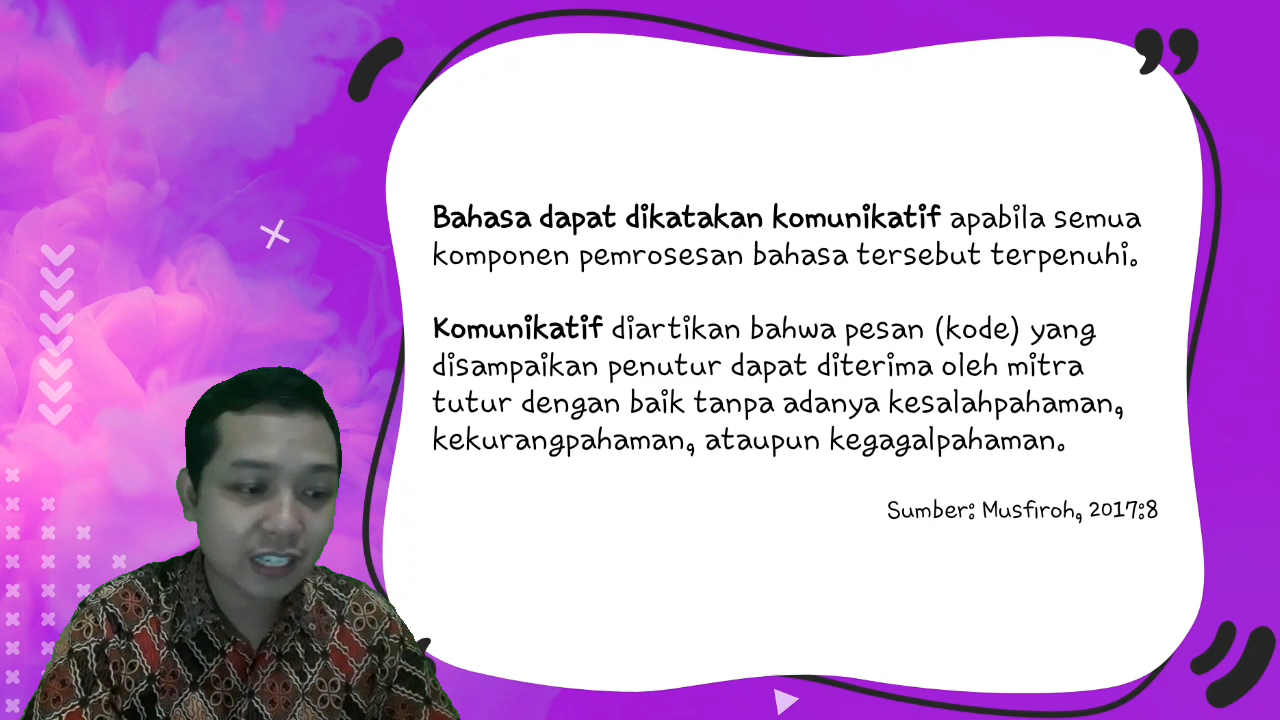 Bahasa dapat dikatakan komunikatif apabila semua
komponen pemrosesan bahasa tersebut terpenuhi.
Komunikatif diartikan bahwa pesan (kode) yang
disampaikan penutur dapat diterima oleh mitra
tutur dengan baik tanpa adanya kesalahpahaman,
kekurangpahaman, ataupun kegagalpahaman.
Sumber: Musfiroh, 2017:8